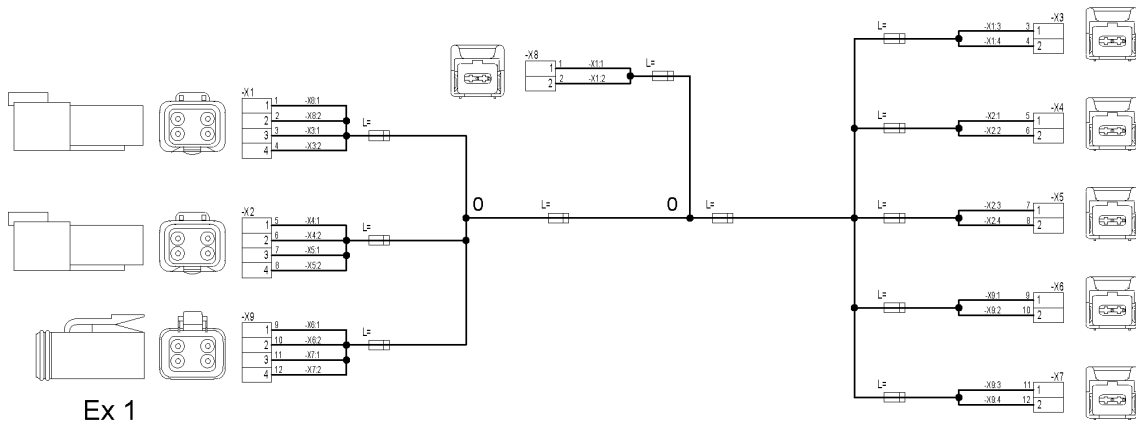 -X8
1 1 -X1:1
2 2 -X1:2
L=
-X1
1 1 -X8:1
2 2 -X8:2
3 3 -X3:1
4 4 -X3:2
L=
-X2
1 5 -X4:1
2 6 -X4:2
3 7 -X5:1
4 8 -X5:2
L=
-X9
1 9 -X6:1
2 10 -X6:2
3 11 -X7:1
4 12 -X7:2
L=
0
L=
0
L=
L=
-X3
-X1:3 3 1
-X1:4 4 2
L=
-X4
-X2:1 5 1
-X2:2 6 2
L=
-X5
-X2:3 7 1
-X2:4 8 2
L=
-X6
-X9:1 9 1
-X9:2 10 2
L=
-X7
-X9:3 11 1
-X9:4 12 2
Ex 1